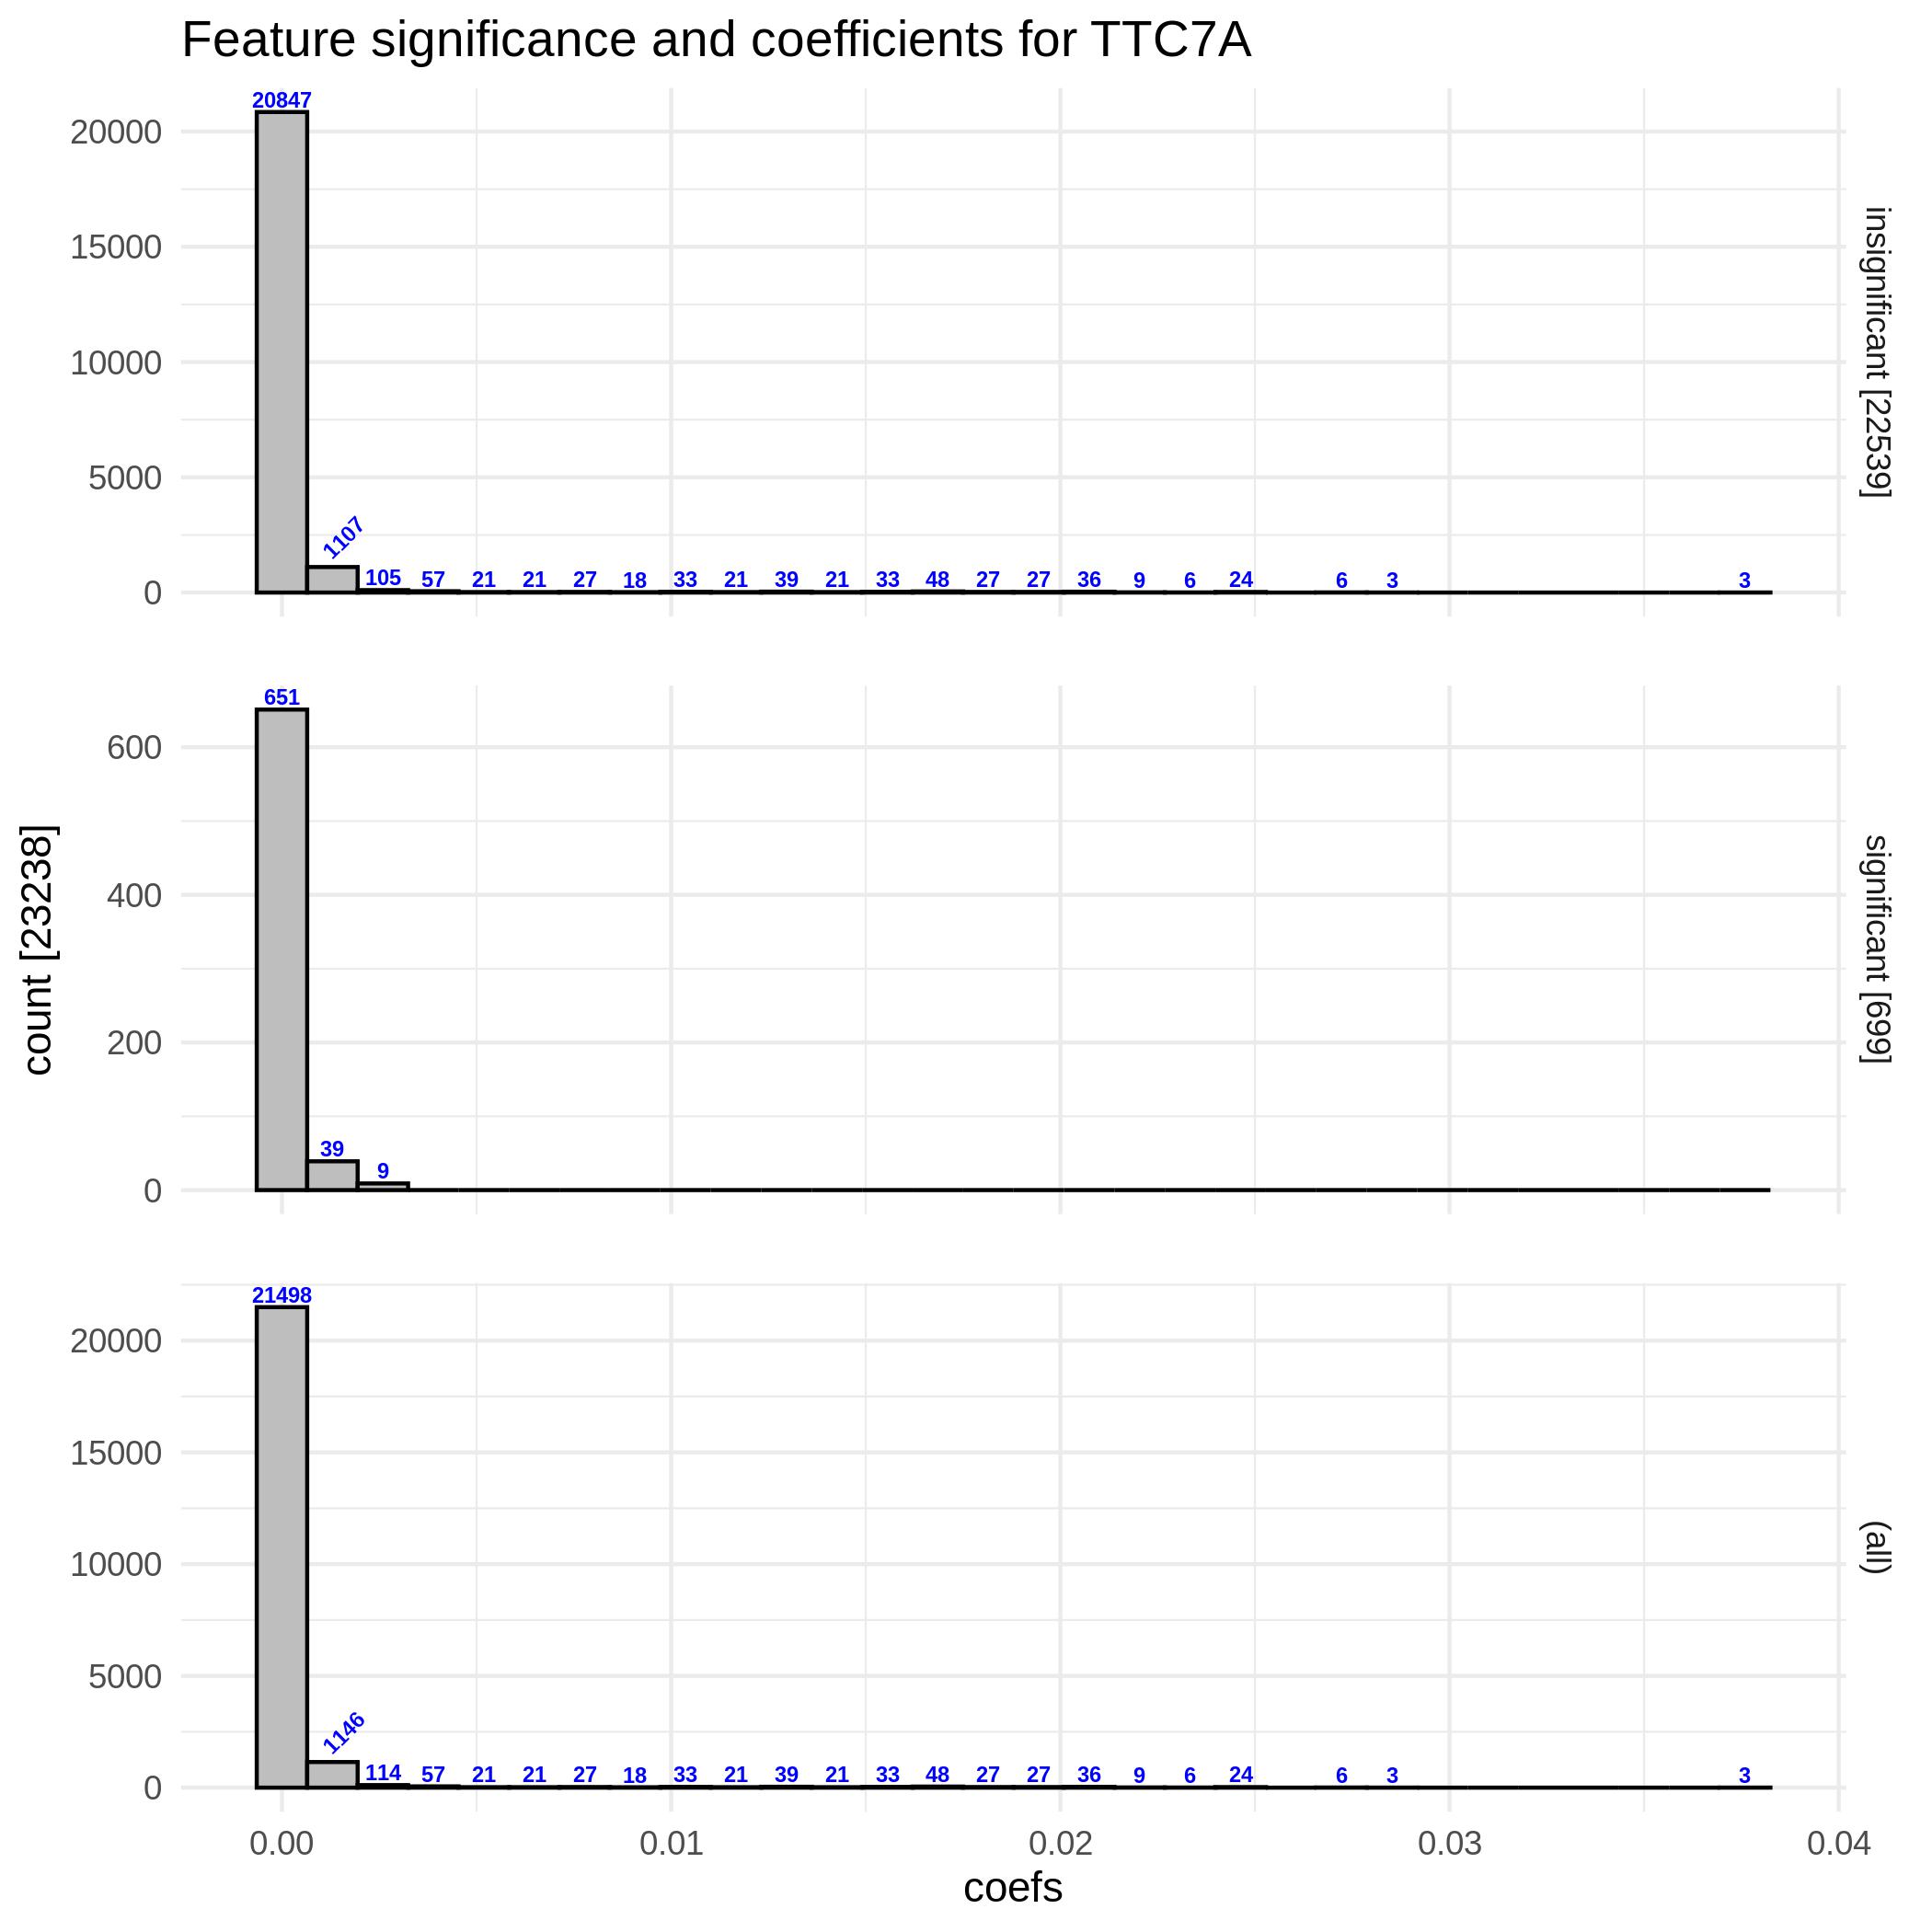 Feature significance and coefficients for TTC7A
20847
20000
15000
10000
5000
0
1107
105 57 21 21 27 18 33 21 39 21 33 48 27 27 36 9 6 24 6 3 3
insignificant [22539]
651
600
400
200
0
39
9
significant [699]
count [23238]
21498
20000
15000
10000
5000
0
1146
114 57 21 21 27 18 33 21 39 21 33 48 27 27 36 9 6 24 6 3 3
(all)
0.00 0.01 0.02 0.03 0.04
coefs